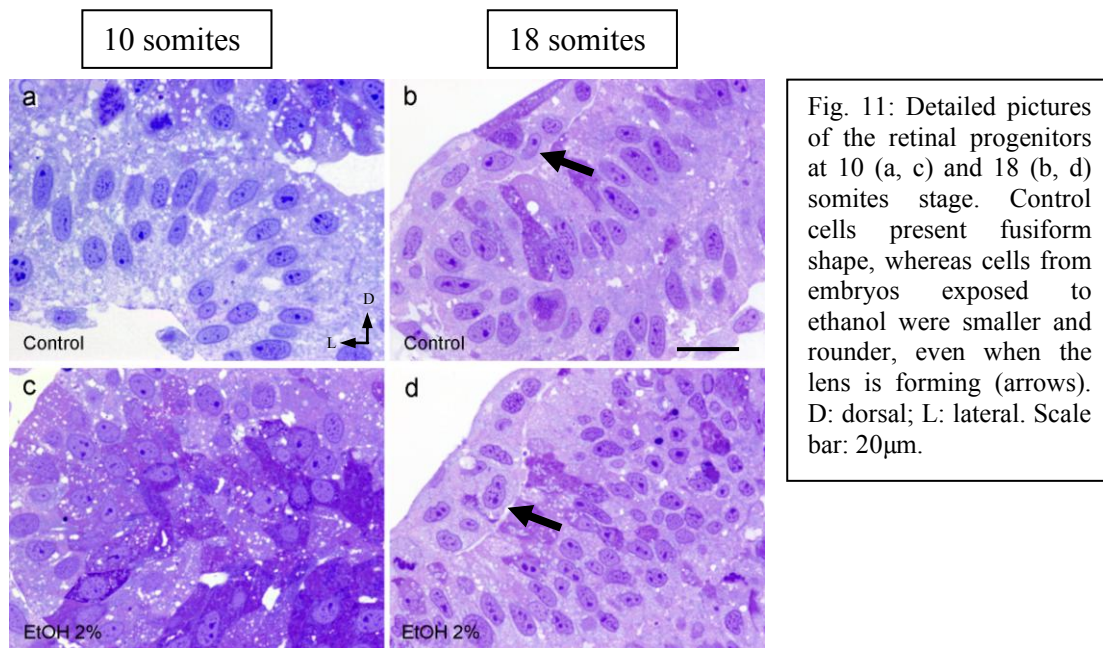 10 somites
18 somites
a
b
D
L
Control
Control
c
d
EtOH 2%
EtOH 2%
Fig. 11: Detailed pictures
of the retinal progenitors
at 10 (a, c) and 18 (b, d)
somites stage. Control
cells present fusiform
shape, whereas cells from
embryos exposed to
ethanol were smaller and
rounder, even when the
lens is forming (arrows).
D: dorsal; L: lateral. Scale
bar: 20µm.